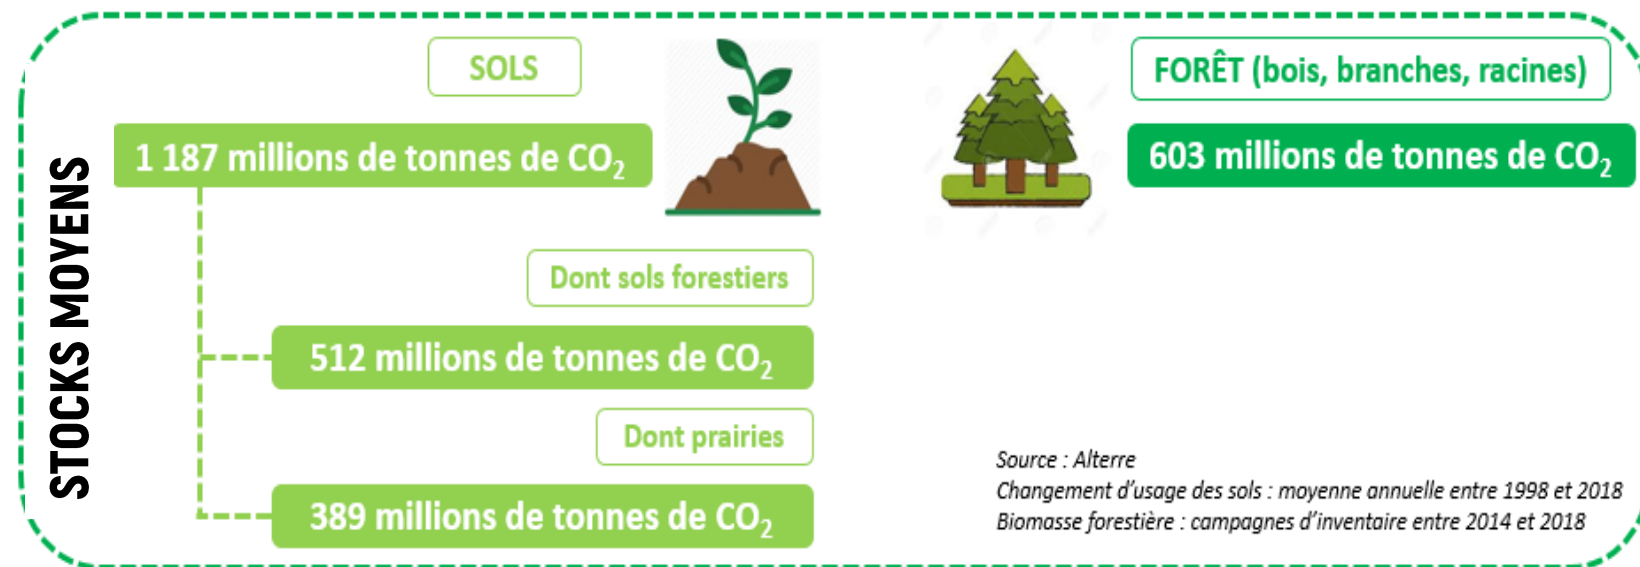 STOCKS MOYENS
SOLS
1 187 millions de tonnes de CO₂
Dont sols forestiers
512 millions de tonnes de CO₂
Dont prairies
389 millions de tonnes de CO₂
FORÊT (bois, branches, racines)
603 millions de tonnes de CO₂
Source : Alterre
Changement d’usage des sols : moyenne annuelle entre 1998 et 2018
Biomasse forestière : campagnes d’inventaire entre 2014 et 2018